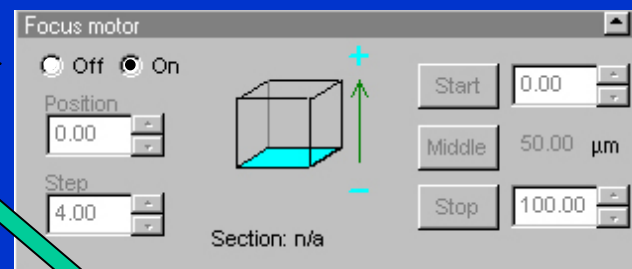 Focus motor
Off On
Position
0.00
Step
4.00
+
−
Section: n/a
Start 0.00
Middle 50.00 µm
Stop 100.00